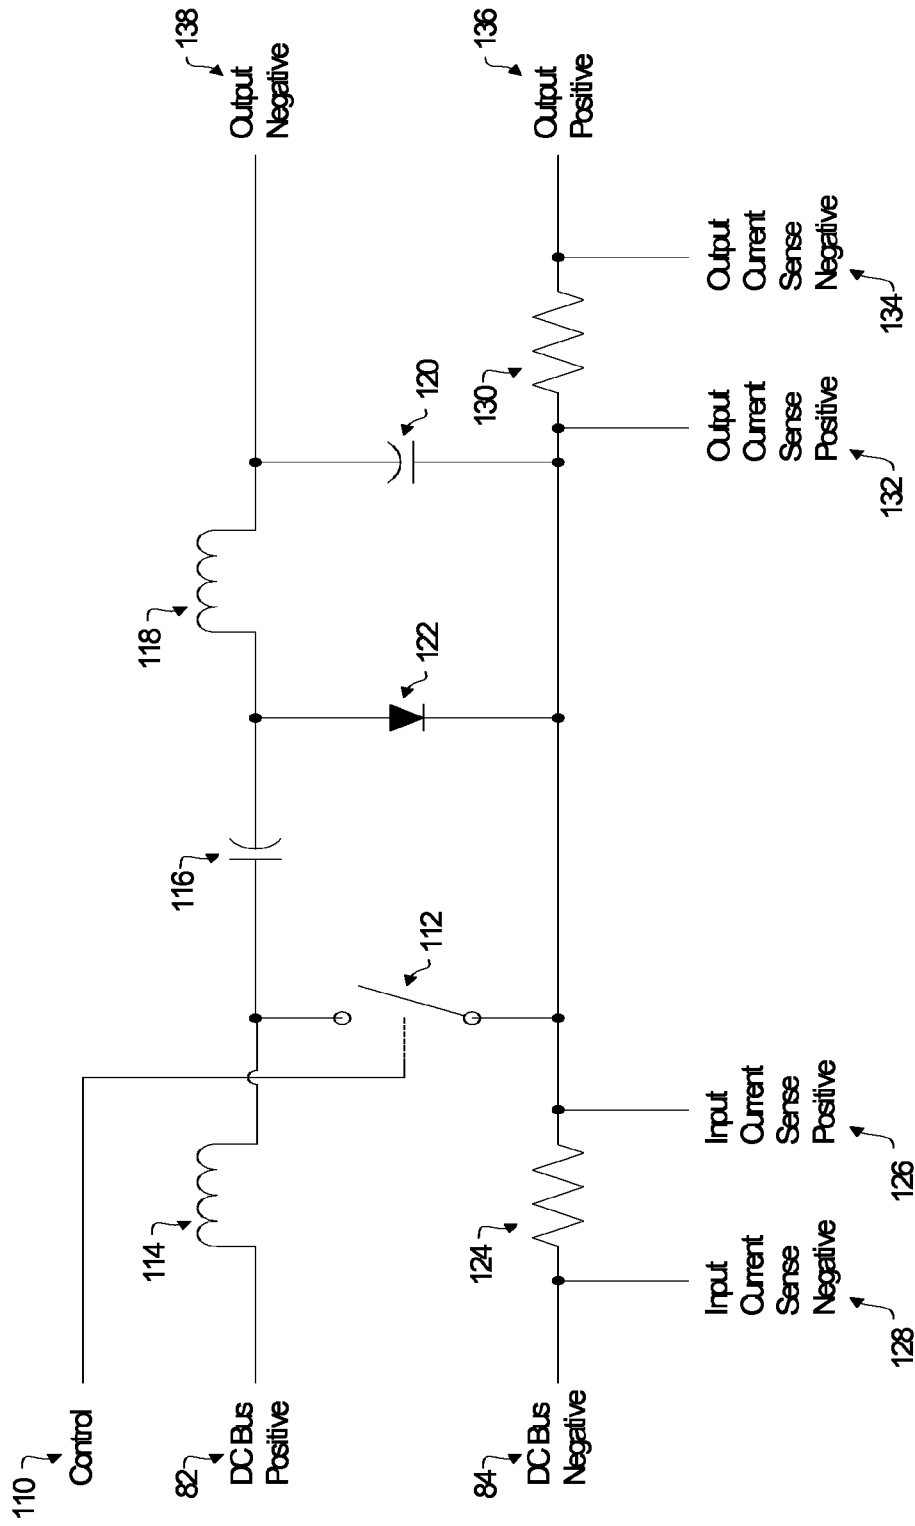 110
Control
82
DC Bus
Positive
84
DC Bus
Negative
114
124
Input
Current
Sense
Negative
128
Input
Current
Sense
Positive
126
112
116
122
118
120
130
Output
Current
Sense
Positive
132
Output
Current
Sense
Negative
134
138
Output
Negative
136
Output
Positive